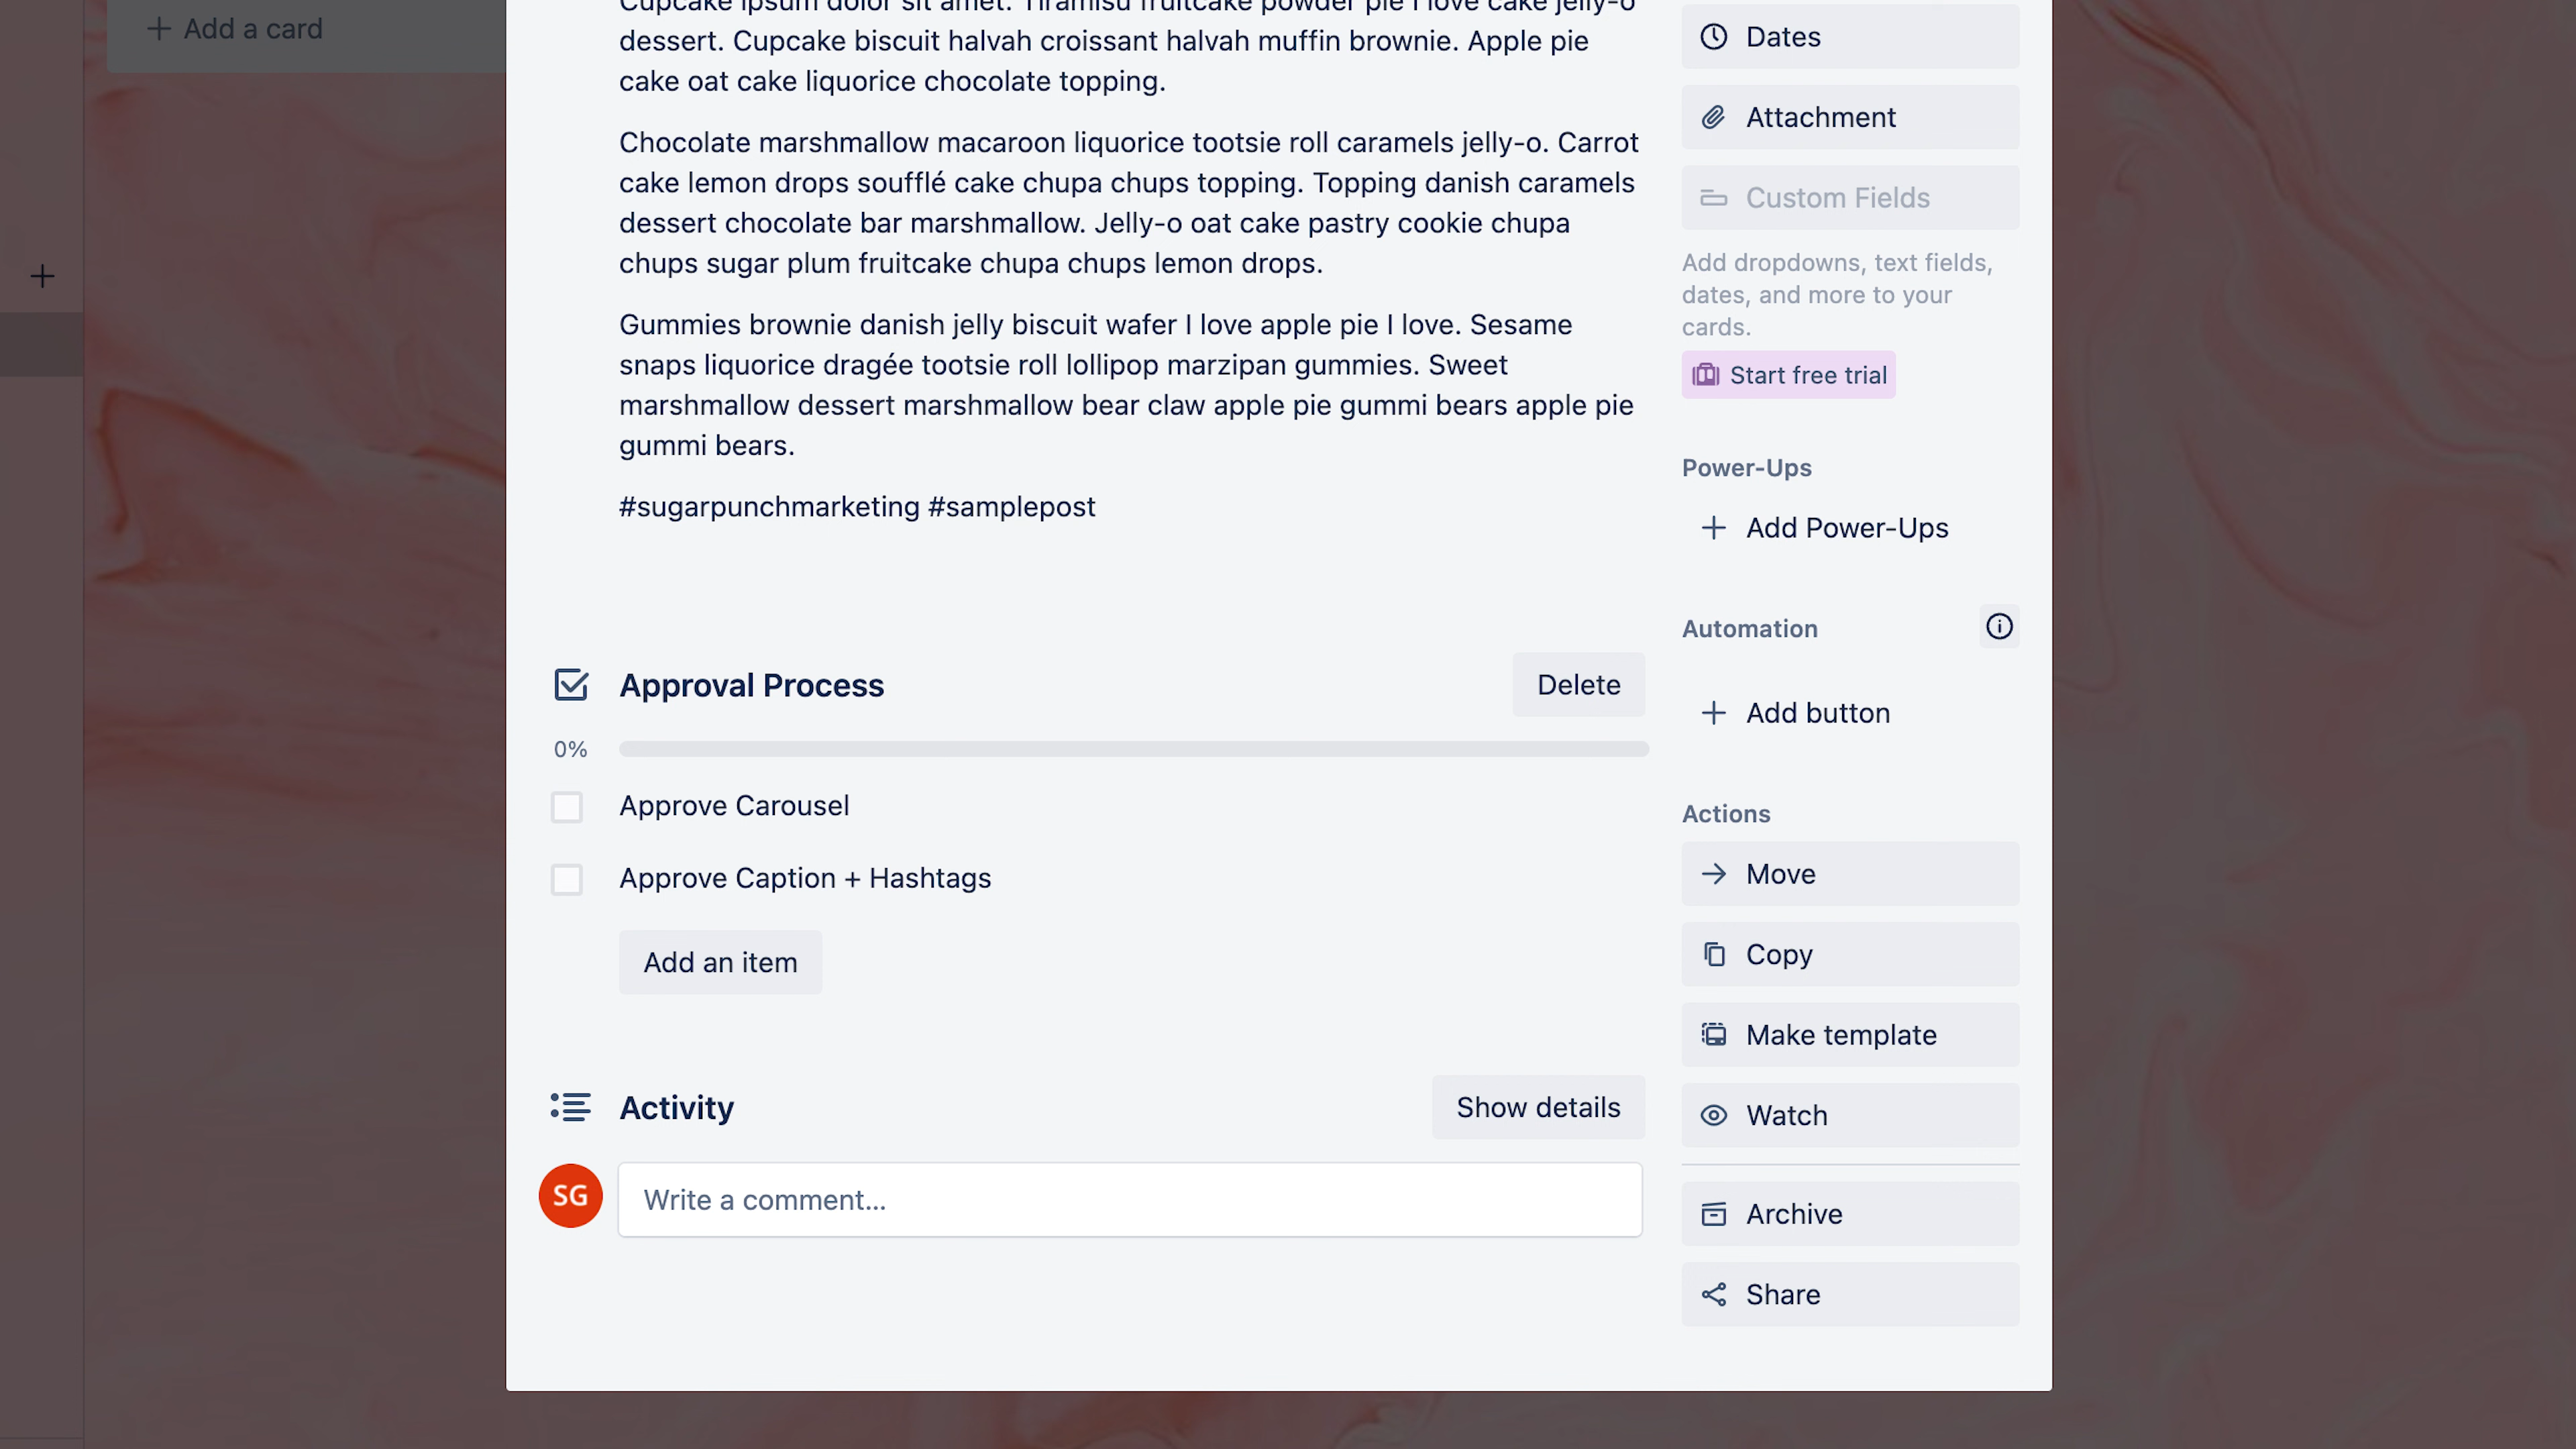 Add a card
Cupcake ipsum dolor sit amet. Tiramisu fruitcake powder pie I love cake jelly-o
dessert. Cupcake biscuit halvah croissant halvah muffin brownie. Apple pie
cake oat cake liquorice chocolate topping.
Chocolate marshmallow macaroon liquorice tootsie roll caramels jelly-o. Carrot
cake lemon drops soufflé cake chupa chups topping. Topping danish caramels
dessert chocolate bar marshmallow. Jelly-o oat cake pastry cookie chupa
chups sugar plum fruitcake chupa chups lemon drops.
Gummies brownie danish jelly biscuit wafer I love apple pie I love. Sesame
snaps liquorice dragée tootsie roll lollipop marzipan gummies. Sweet
marshmallow dessert marshmallow bear claw apple pie gummi bears apple pie
gummi bears.
#sugarpunchmarketing #samplepost
Approval Process
Delete
0%
Approve Carousel
Approve Caption + Hashtags
Add an item
Activity
Show details
SG
Write a comment...
Dates
Attachment
Custom Fields
Add dropdowns, text fields,
dates, and more to your
cards.
Start free trial
Power-Ups
Add Power-Ups
Automation
Add button
Actions
Move
Copy
Make template
Watch
Archive
Share